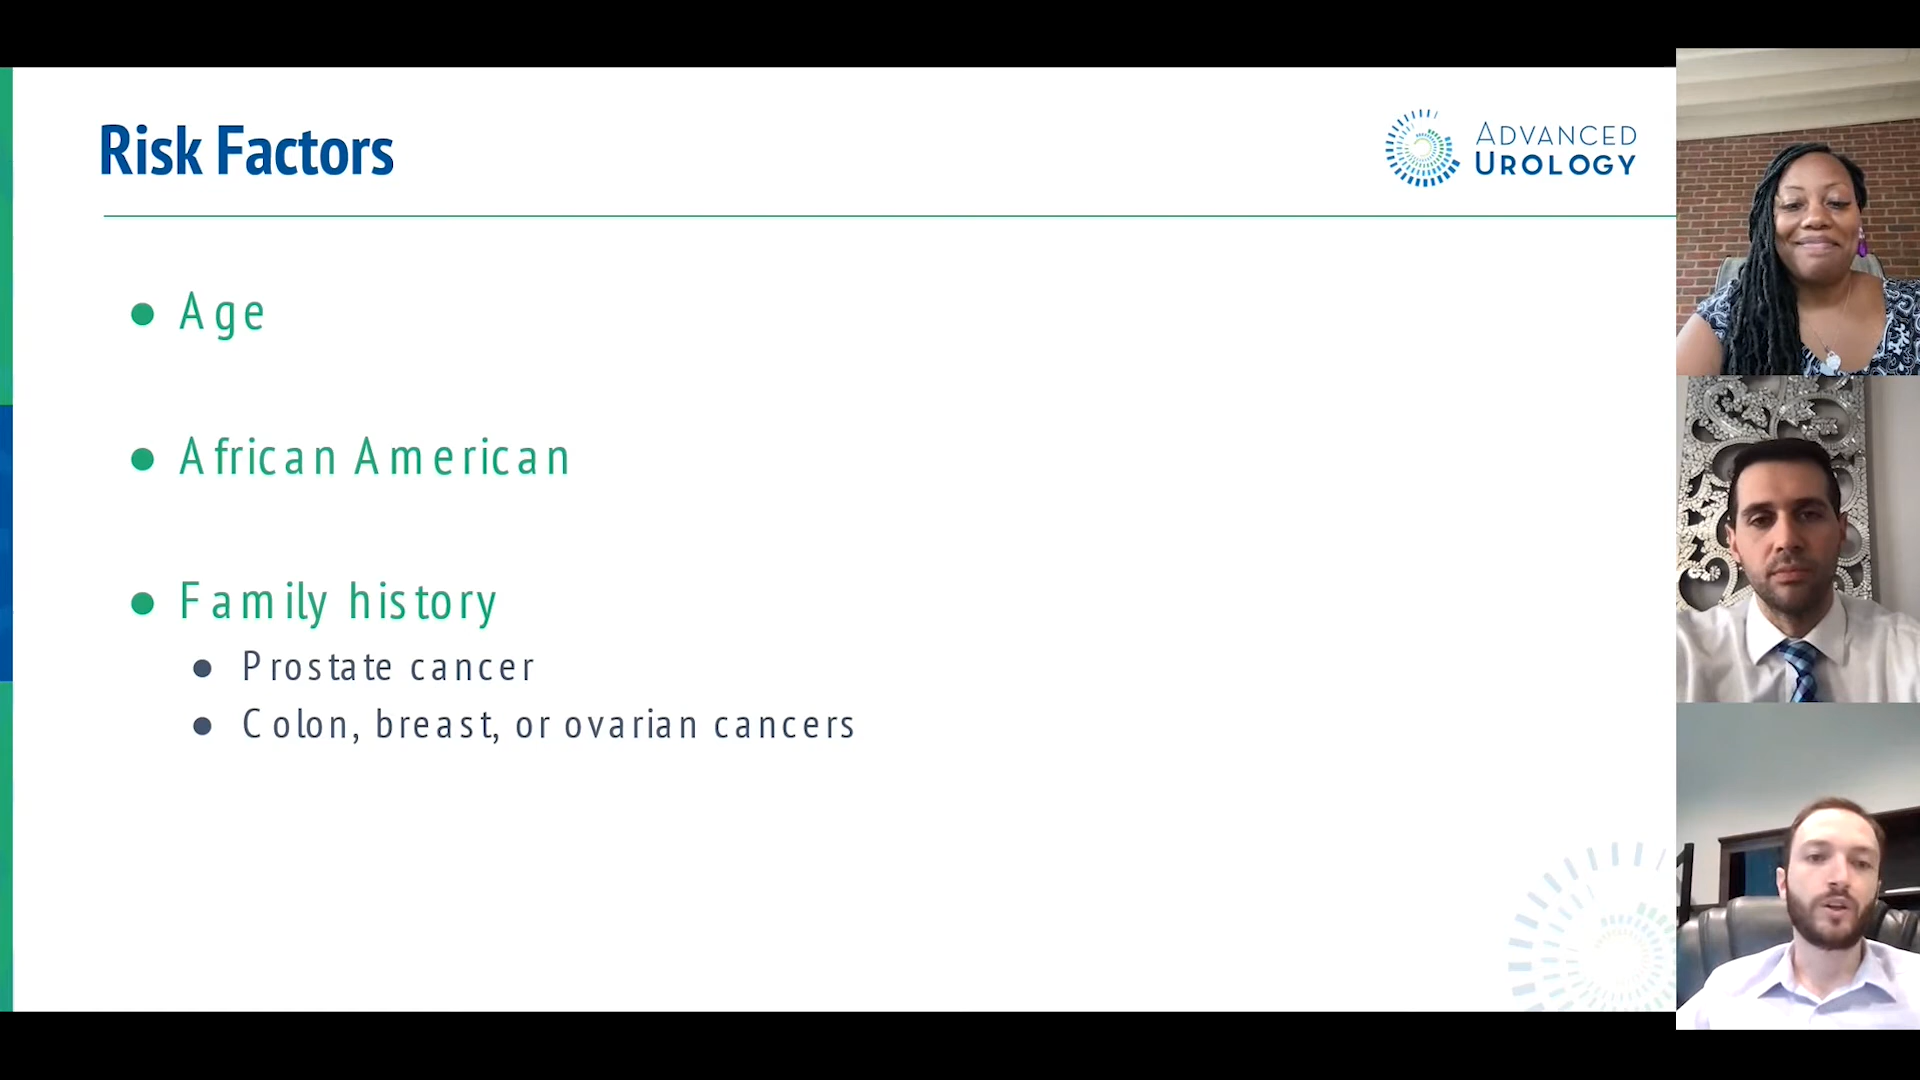 Risk Factors
ADVANCED
UROLOGY
Age
African American
Family history
Prostate cancer
Colon, breast, or ovarian cancers